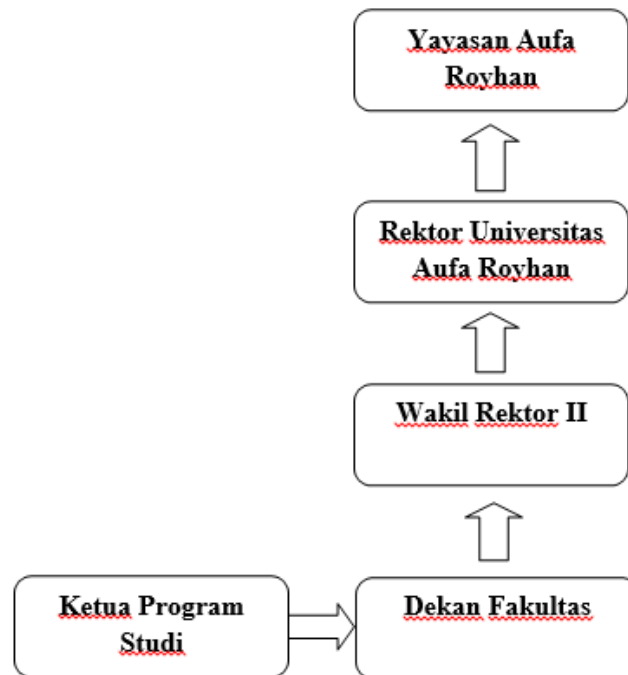 Yayasan Aufa
Royhan
Rektor Universitas
Aufa Royhan
Wakil Rektor II
Ketua Program
Studi
Dekan Fakultas